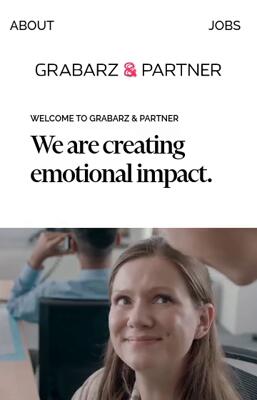 ABOUT JOBS
GRABARZ & PARTNER
WELCOME TO GRABARZ & PARTNER
We are creating
emotional impact.